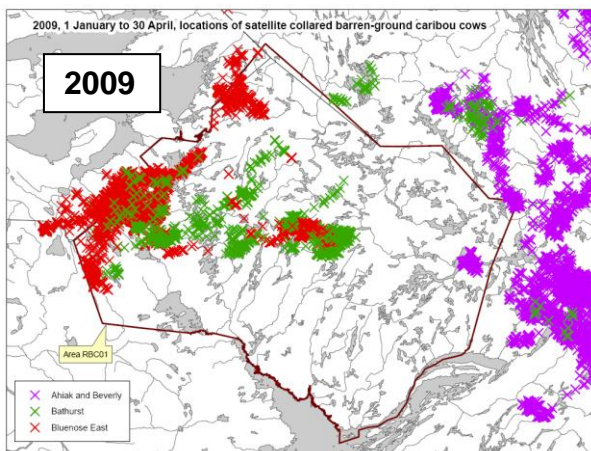 2009, 1 January to 30 April, locations of satellite collared barren-ground caribou cows
2009
Area RBC01
Ahiak and Beverly
Bathurst
Bluenose East